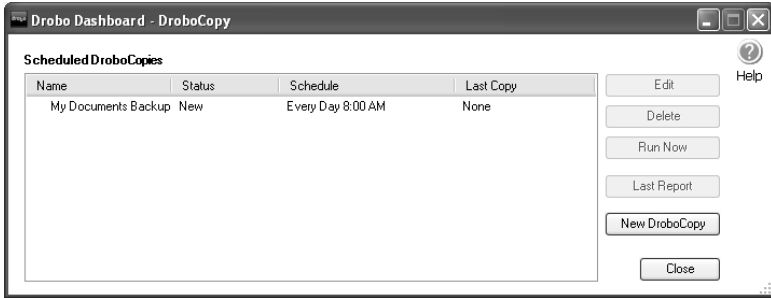 Drobo Dashboard - DroboCopy
Scheduled DroboCopies
Help
Name Status Schedule Last Copy
My Documents Backup New Every Day 8:00 AM None
Edit
Delete
Run Now
Last Report
New DroboCopy
Close